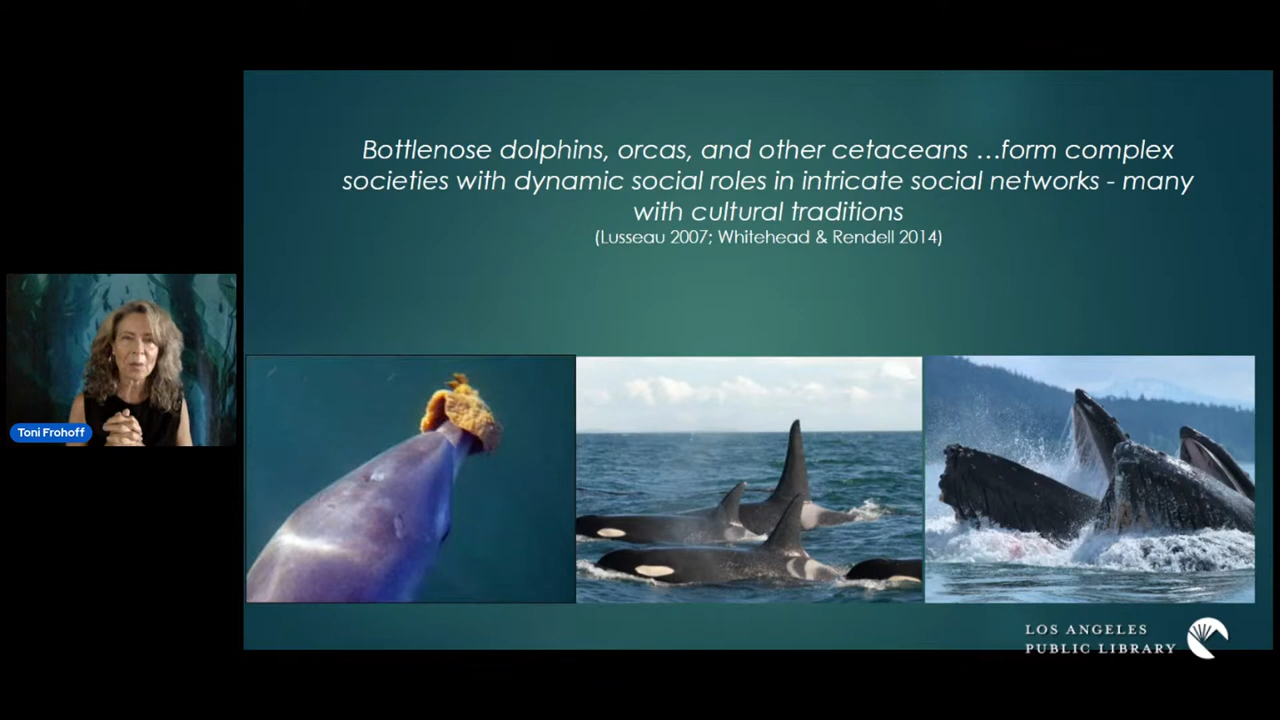 Bottlenose dolphins, orcas, and other cetaceans ...form complex
societies with dynamic social roles in intricate social networks - many
with cultural traditions
(Lusseau 2007; Whitehead & Rendell 2014)
Toni Frohoff
LOS ANGELES
PUBLIC LIBRARY